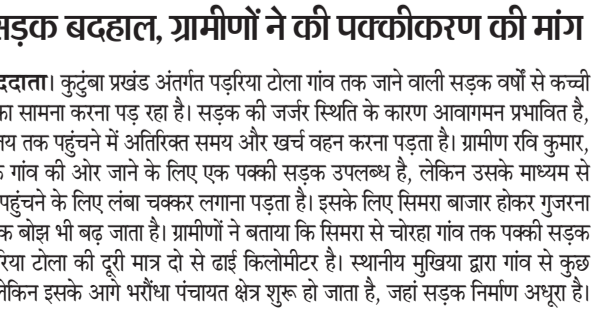 सड़क बदहाल, ग्रामीणों ने की पक्कीकरण की मांग
ददाता। कुटुंबा प्रखंड अंतर्गत पड़रिया टोला गांव तक जाने वाली सड़क वर्षों से कच्ची
का सामना करना पड़ रहा है। सड़क की जर्जर स्थिति के कारण आवागमन प्रभावित है,
लय तक पहुंचने में अतिरिक्त समय और खर्च वहन करना पड़ता है। ग्रामीण रवि कुमार,
गांव की ओर जाने के लिए एक पक्की सड़क उपलब्ध है, लेकिन उसके माध्यम से
पहुंचने के लिए लंबा चक्कर लगाना पड़ता है। इसके लिए सिमरा बाजार होकर गुजरना
क बोझ भी बढ़ जाता है। ग्रामीणों ने बताया कि सिमरा से चोरहा गांव तक पक्की सड़क
रिया टोला की दूरी मात्र दो से ढाई किलोमीटर है। स्थानीय मुखिया द्वारा गांव से कुछ
लेकिन इसके आगे भरौंधा पंचायत क्षेत्र शुरू हो जाता है, जहां सड़क निर्माण अधूरा है।